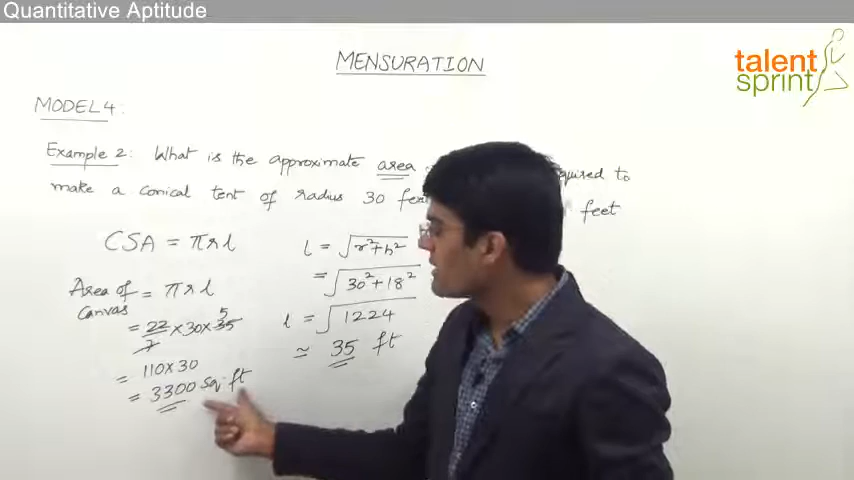 Quantitative Aptitude
talent
sprint
MENSURATION
MODEL 4:
Example 2: What is the approximate area to
make a conical tent of radius 30 feet
CSA = πrl
l = √r²+h²
Area of Canvas = πrl
= √30²+18²
= 22/7 x 30 x 35 5
l = √1224
= 110 x 30
≃ 35 ft
= 3300 sq. ft